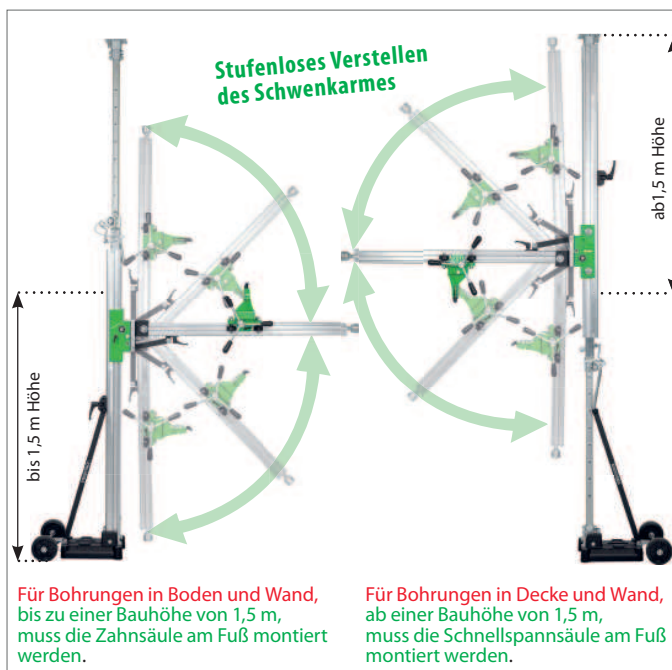 Stufenloses Verstellen
des Schwenkarmes
bis 1,5 m Höhe
ab1,5 m Höhe
Für Bohrungen in Boden und Wand,
bis zu einer Bauhöhe von 1,5 m,
muss die Zahnsäule am Fuß montiert
werden.
Für Bohrungen in Decke und Wand,
ab einer Bauhöhe von 1,5 m,
muss die Schnellspannsäule am Fuß
montiert werden.